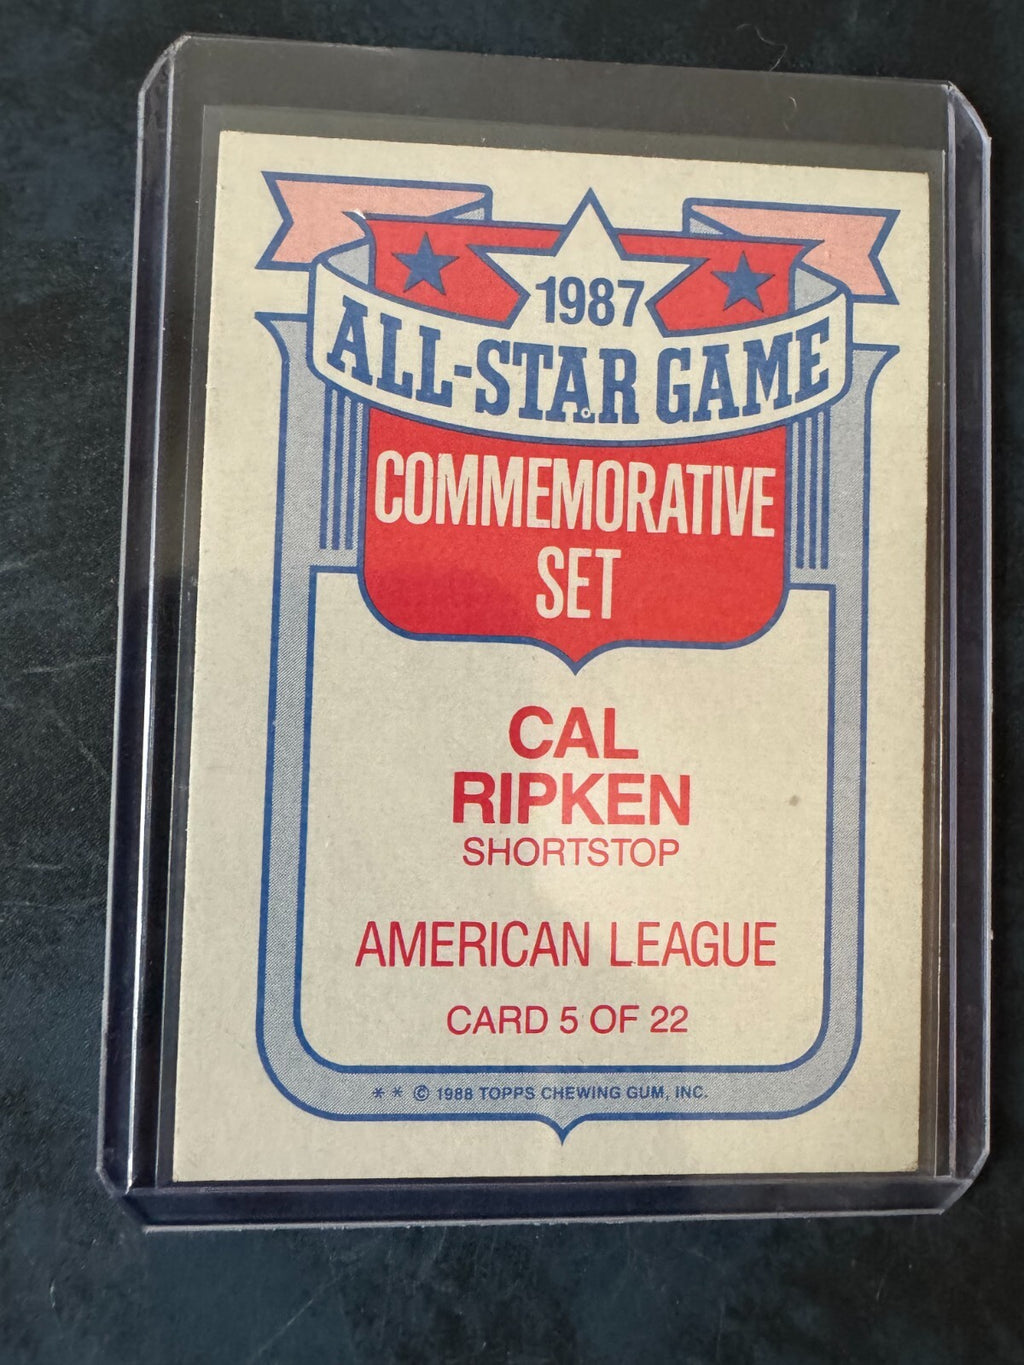 1987
ALL-STAR GAME
COMMEMORATIVE
SET
CAL
RIPKEN
SHORTSTOP
AMERICAN LEAGUE
CARD 5 OF 22
** © 1988 TOPPS CHEWING GUM, INC.